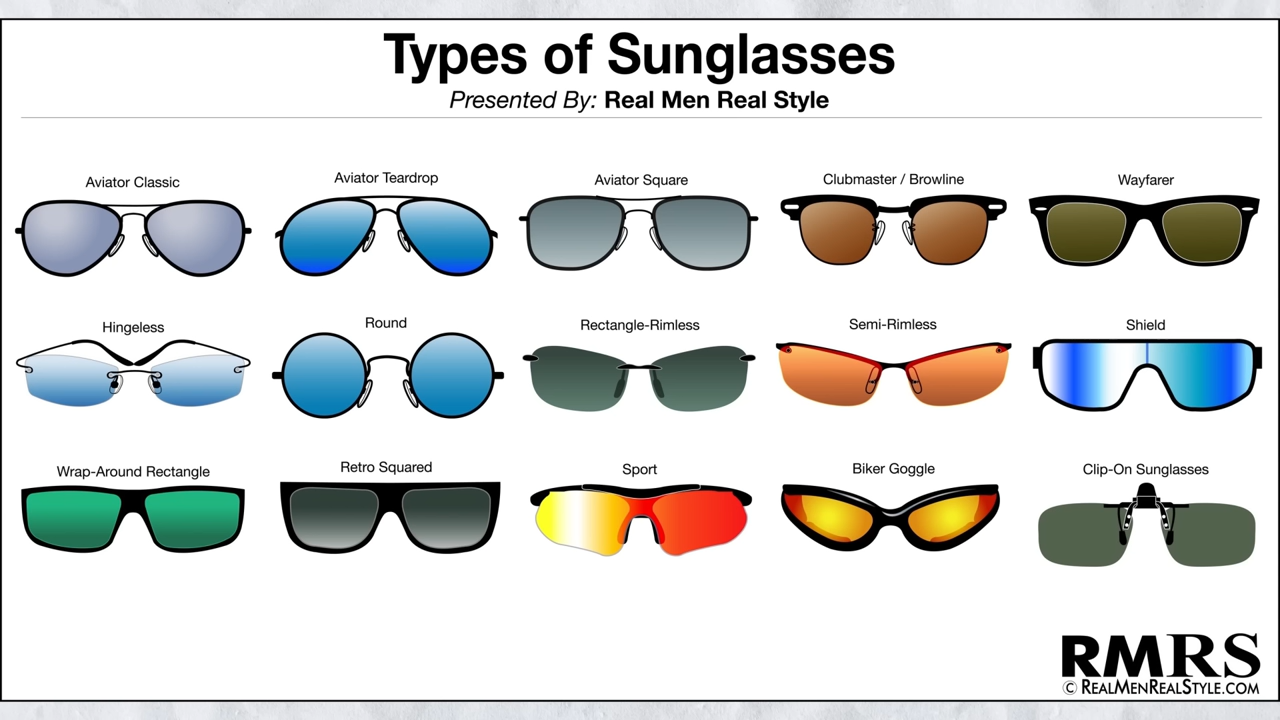 Types of Sunglasses
Presented By: Real Men Real Style
Aviator Classic
Aviator Teardrop
Aviator Square
Clubmaster / Browline
Wayfarer
Hingeless
Round
Rectangle-Rimless
Semi-Rimless
Shield
Wrap-Around Rectangle
Retro Squared
Sport
Biker Goggle
Clip-On Sunglasses
RMRS
© REALMENREALSTYLE.COM